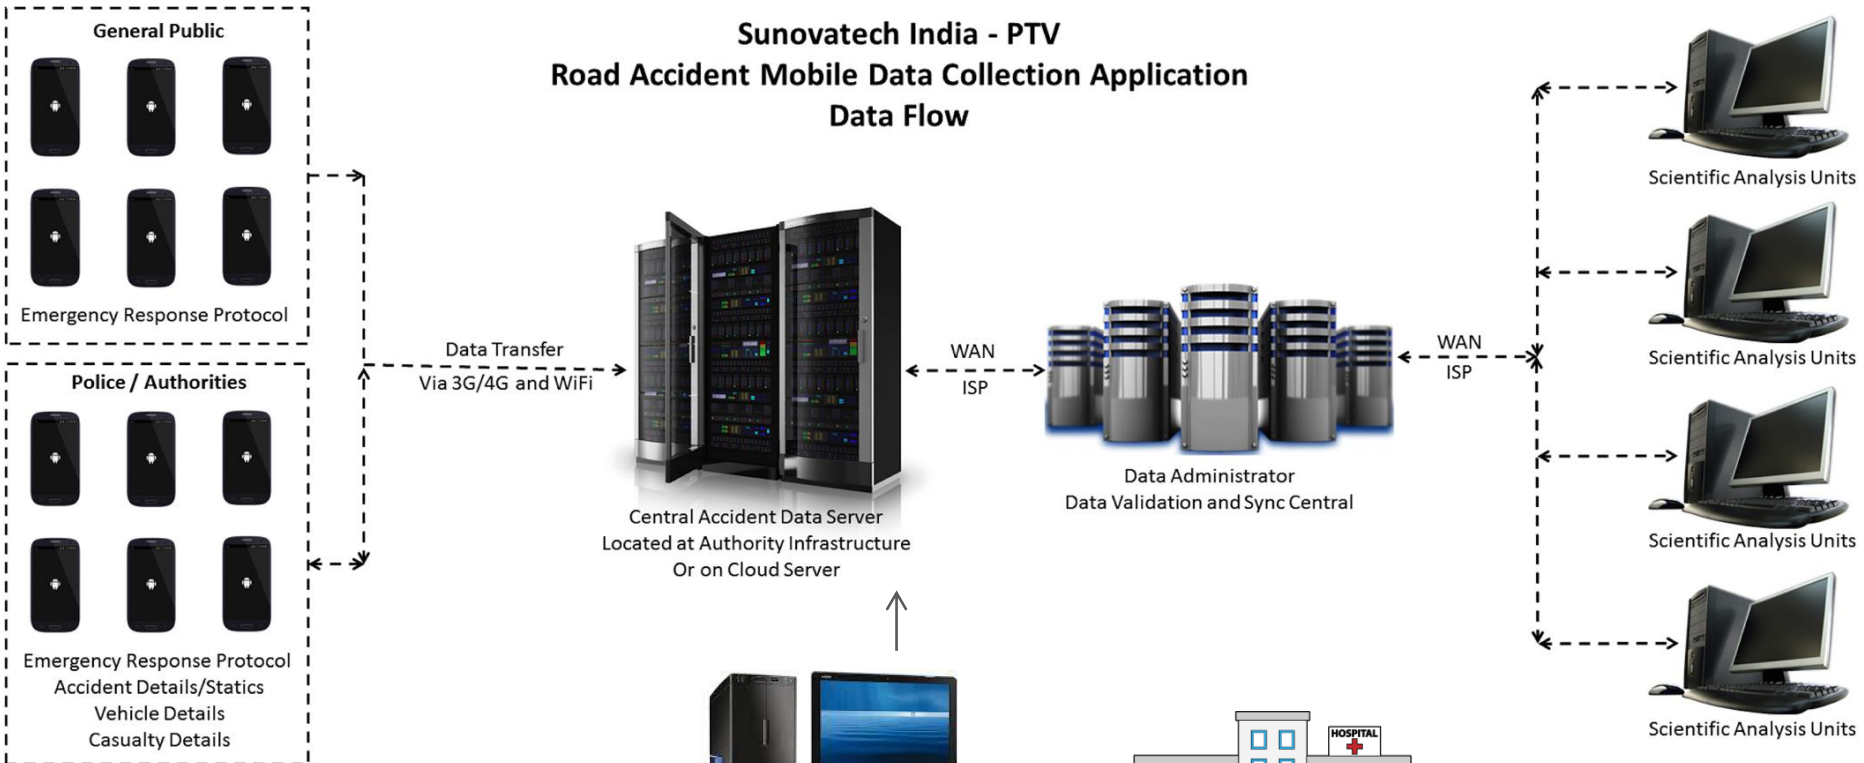 Sunovatech India - PTV
Road Accident Mobile Data Collection Application
Data Flow
General Public
Emergency Response Protocol
Police / Authorities
Emergency Response Protocol
Accident Details/Statics
Vehicle Details
Casualty Details
Data Transfer
Via 3G/4G and WiFi
Central Accident Data Server
Located at Authority Infrastructure
Or on Cloud Server
WAN
ISP
Data Administrator
Data Validation and Sync Central
WAN
ISP
Scientific Analysis Units
Scientific Analysis Units
Scientific Analysis Units
Scientific Analysis Units
HOSPITAL